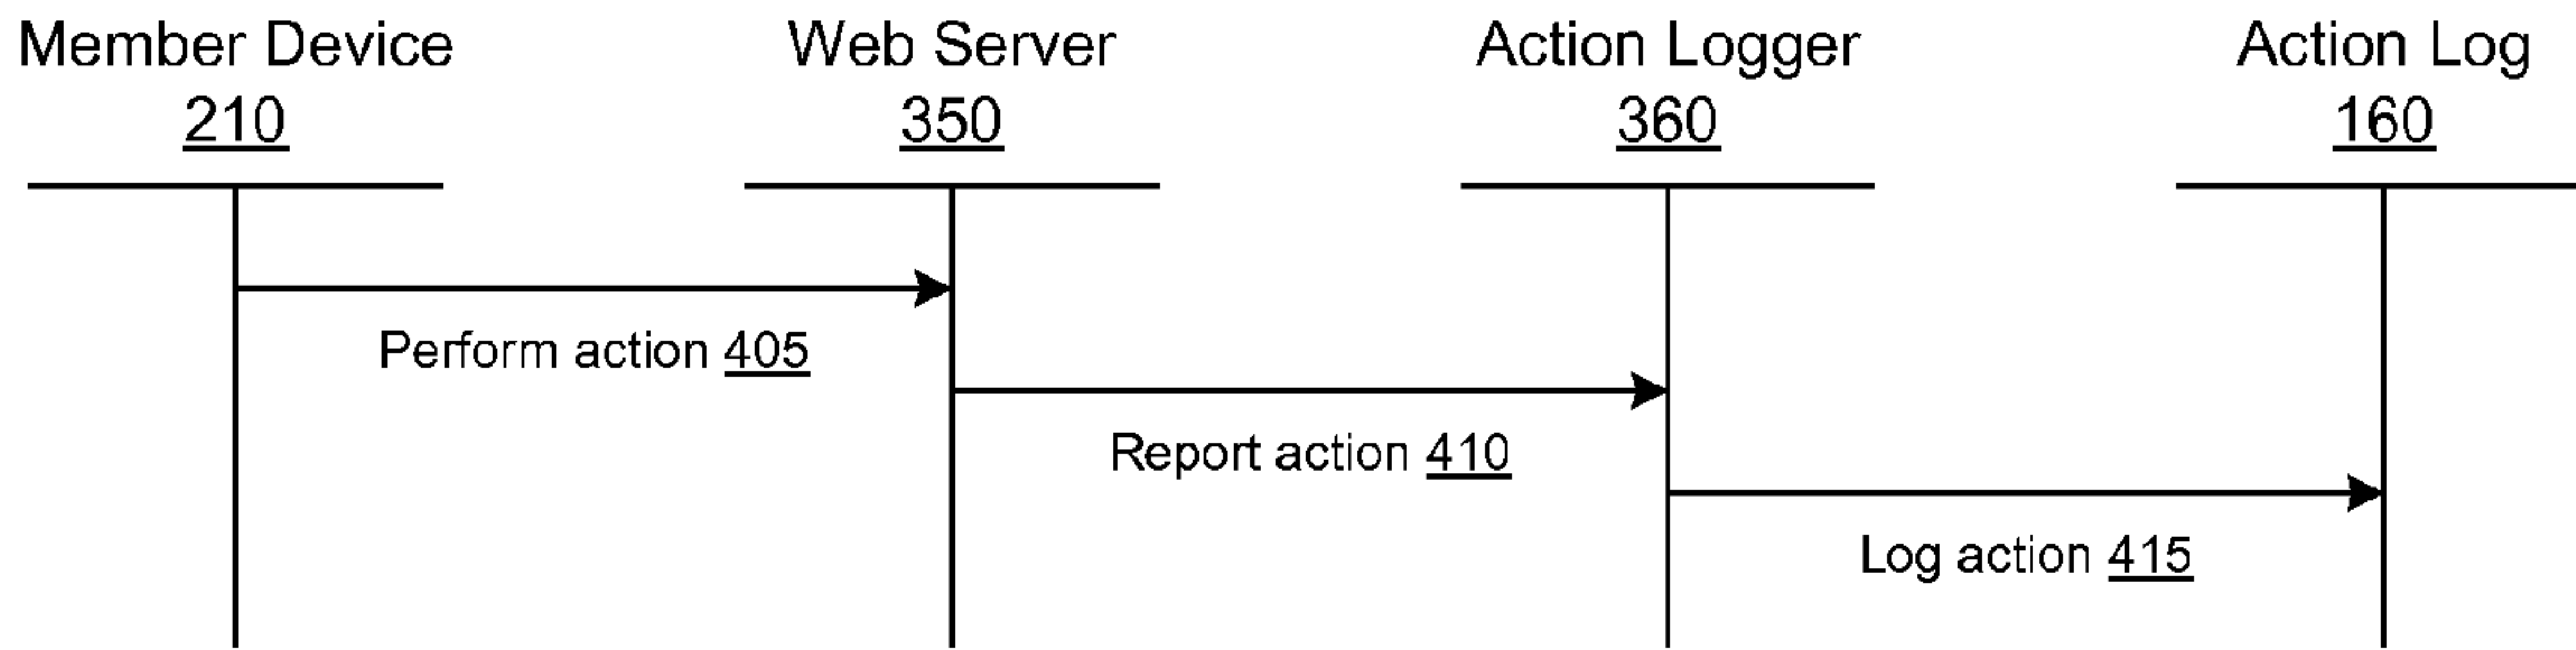 Member Device
210
Web Server
350
Action Logger
360
Action Log
160
Perform action 405
Report action 410
Log action 415